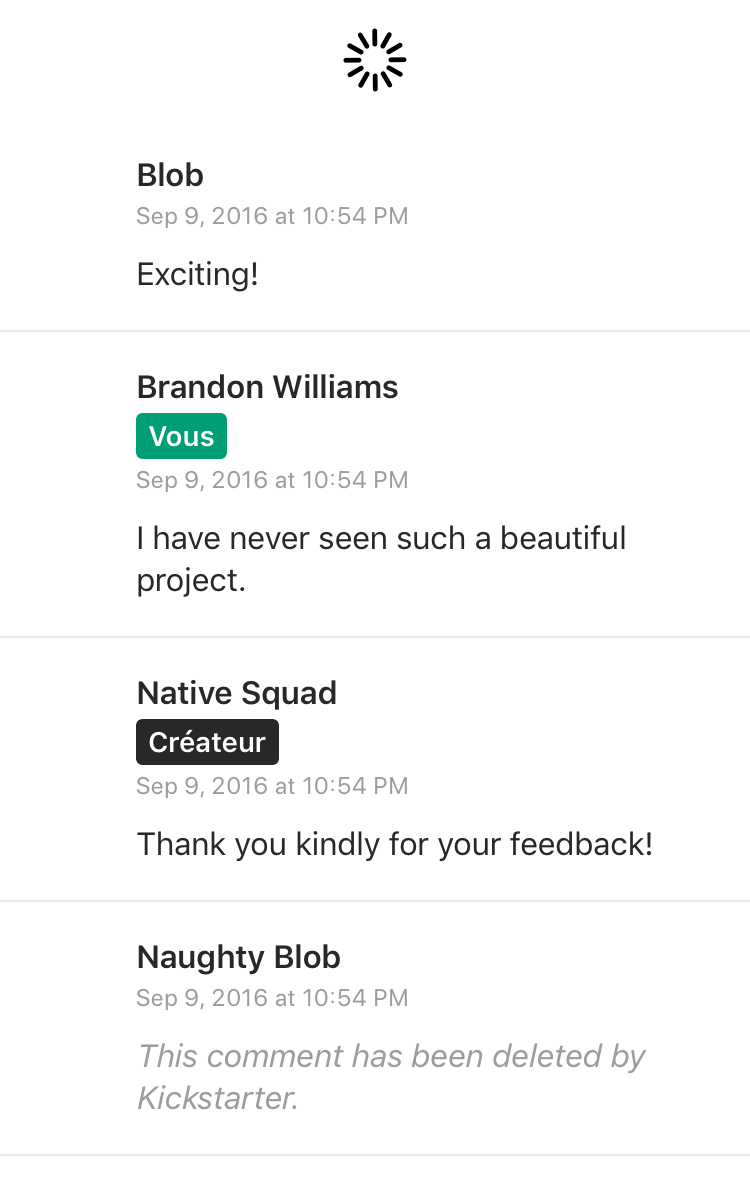 Blob
Sep 9, 2016 at 10:54 PM
Exciting!
Brandon Williams
Vous
Sep 9, 2016 at 10:54 PM
I have never seen such a beautiful
project.
Native Squad
Créateur
Sep 9, 2016 at 10:54 PM
Thank you kindly for your feedback!
Naughty Blob
Sep 9, 2016 at 10:54 PM
This comment has been deleted by
Kickstarter.